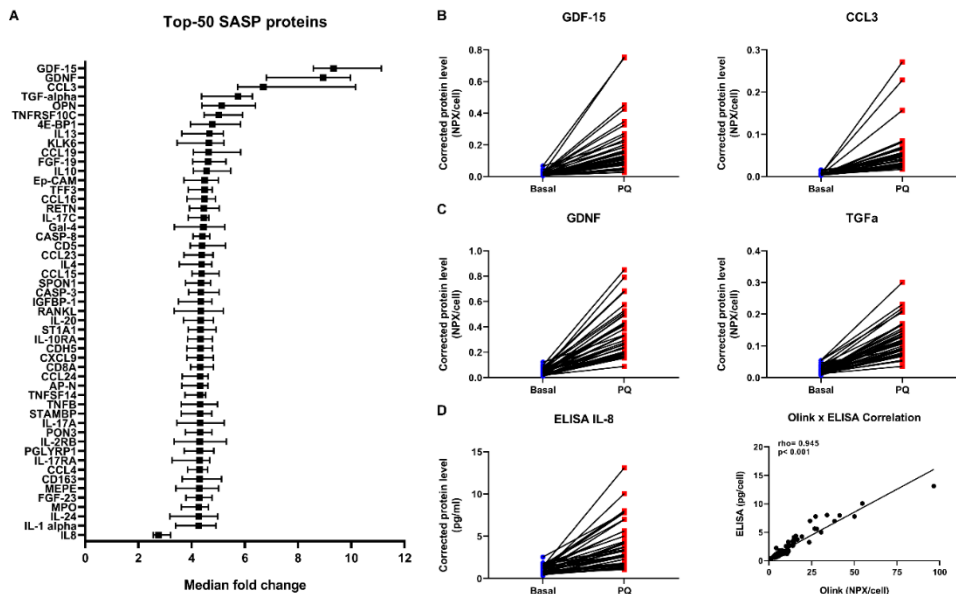 A
Top-50 SASP proteins
GDF-15
GDNF
CCL3
TGF-alpha
OPN
TNFRSF10C
4E-BP1
IL13
KLK6
CCL19
FGF-19
IL10
Ep-CAM
TFF3
CCL16
RETN
IL-17C
Gal-4
CASP-8
CD5
CCL23
IL4
CCL15
SPON1
CASP-3
IGFBP-1
RANKL
IL-20
ST1A1
IL-10RA
CDH5
CXCL9
CD8A
CCL24
AP-N
TNFSF14
TNFB
STAMBP
IL-17A
PON3
IL-2RB
PGLYRP1
IL-17RA
CCL4
CD163
MEPE
FGF-23
MPO
IL-24
IL-1 alpha
IL8
0 2 4 6 8 10 12
Median fold change
B
GDF-15
Corrected protein level
(NPX/cell)
0.8
0.6
0.4
0.2
0.0
Basal PQ
CCL3
Corrected protein level
(NPX/cell)
0.3
0.2
0.1
0.0
Basal PQ
C
GDNF
Corrected protein level
(NPX/cell)
1.0
0.8
0.6
0.4
0.2
0.0
Basal PQ
TGFa
Corrected protein level
(NPX/cell)
0.4
0.3
0.2
0.1
0.0
Basal PQ
D
ELISA IL-8
Corrected protein level
(pg/ml)
15
10
5
0
Basal PQ
Olink x ELISA Correlation
rho= 0.945
p< 0.001
ELISA (pg/cell)
20
15
10
5
0
0 25 50 75 100
Olink (NPX/cell)